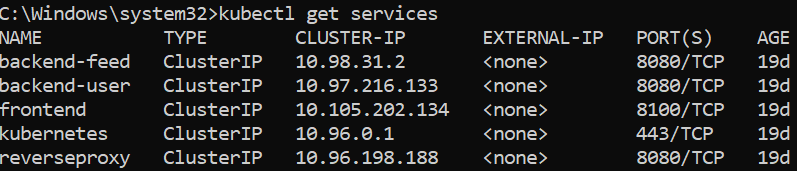 C:\Windows\system32>kubectl get services
NAME TYPE CLUSTER-IP EXTERNAL-IP PORT(S) AGE
backend-feed ClusterIP 10.98.31.2 <none> 8080/TCP 19d
backend-user ClusterIP 10.97.216.133 <none> 8080/TCP 19d
frontend ClusterIP 10.105.202.134 <none> 8100/TCP 19d
kubernetes ClusterIP 10.96.0.1 <none> 443/TCP 19d
reverseproxy ClusterIP 10.96.198.188 <none> 8080/TCP 19d